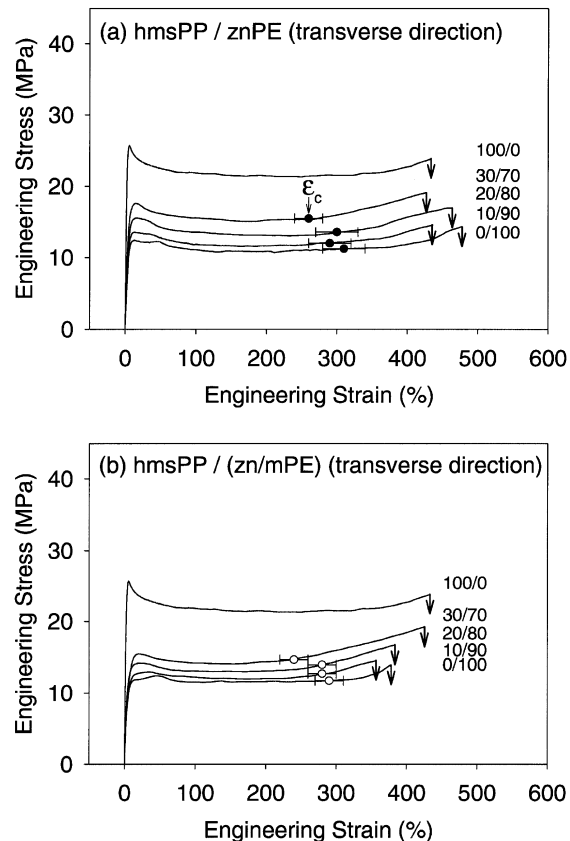 (a) hmsPP / znPE (transverse direction)
Engineering Stress (MPa)
40
30
20
10
0
εc
100/0
30/70
20/80
10/90
0/100
0 100 200 300 400 500 600
Engineering Strain (%)
(b) hmsPP / (zn/mPE) (transverse direction)
Engineering Stress (MPa)
40
30
20
10
0
100/0
30/70
20/80
10/90
0/100
0 100 200 300 400 500 600
Engineering Strain (%)